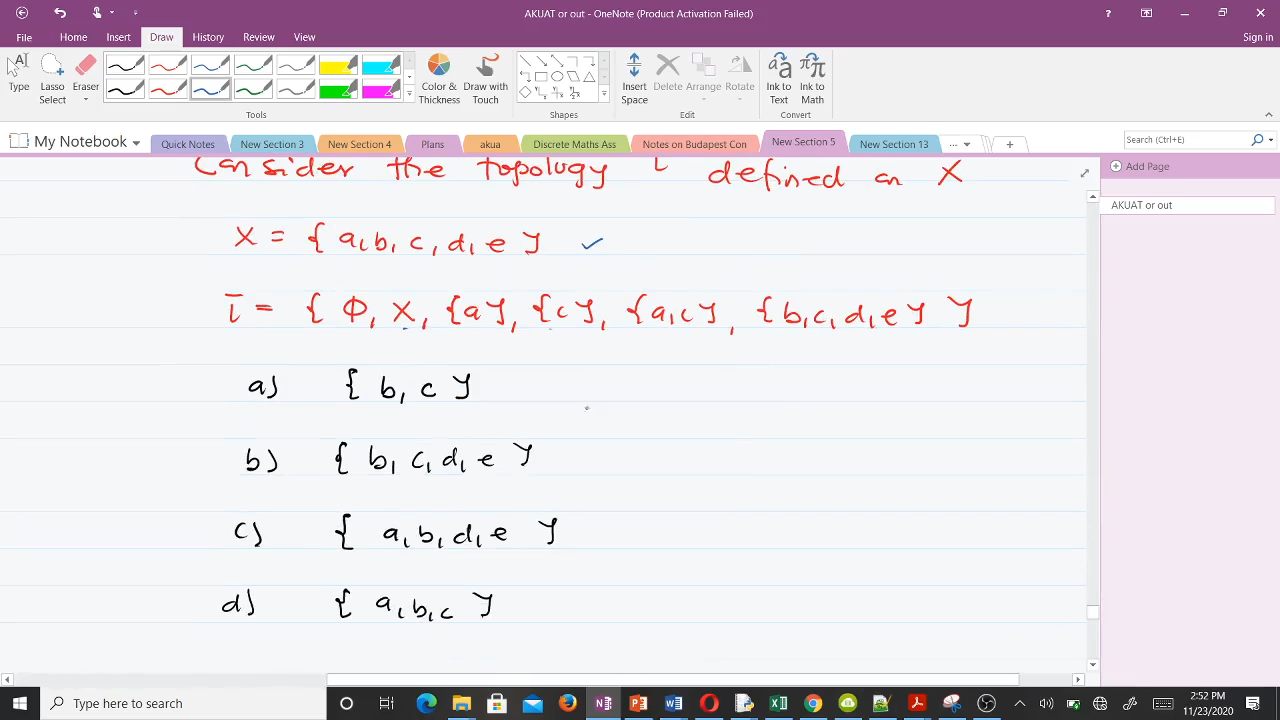 AKUAT or out - OneNote (Product Activation Failed)
File Home Insert Draw History Review View Sign in
Type Lasso Select Eraser Color & Thickness Draw with Touch Insert Space Delete Arrange Rotate Ink to Text Ink to Math
Tools Shapes Edit Convert
My Notebook Quick Notes New Section 3 New Section 4 Plans akua Discrete Maths Ass Notes on Budapest Con New Section 5 New Section 13 ... Search (Ctrl+E)
Add Page
AKUAT or out
Consider the topology τ defined on X
X = { a, b, c, d, e }
τ = { Φ, X, {a}, {c}, {a,c}, {b,c,d,e} }
a) { b, c }
b) { b, c, d, e }
c) { a, b, d, e }
d) { a, b, c }
Type here to search
2:52 PM
11/23/2020